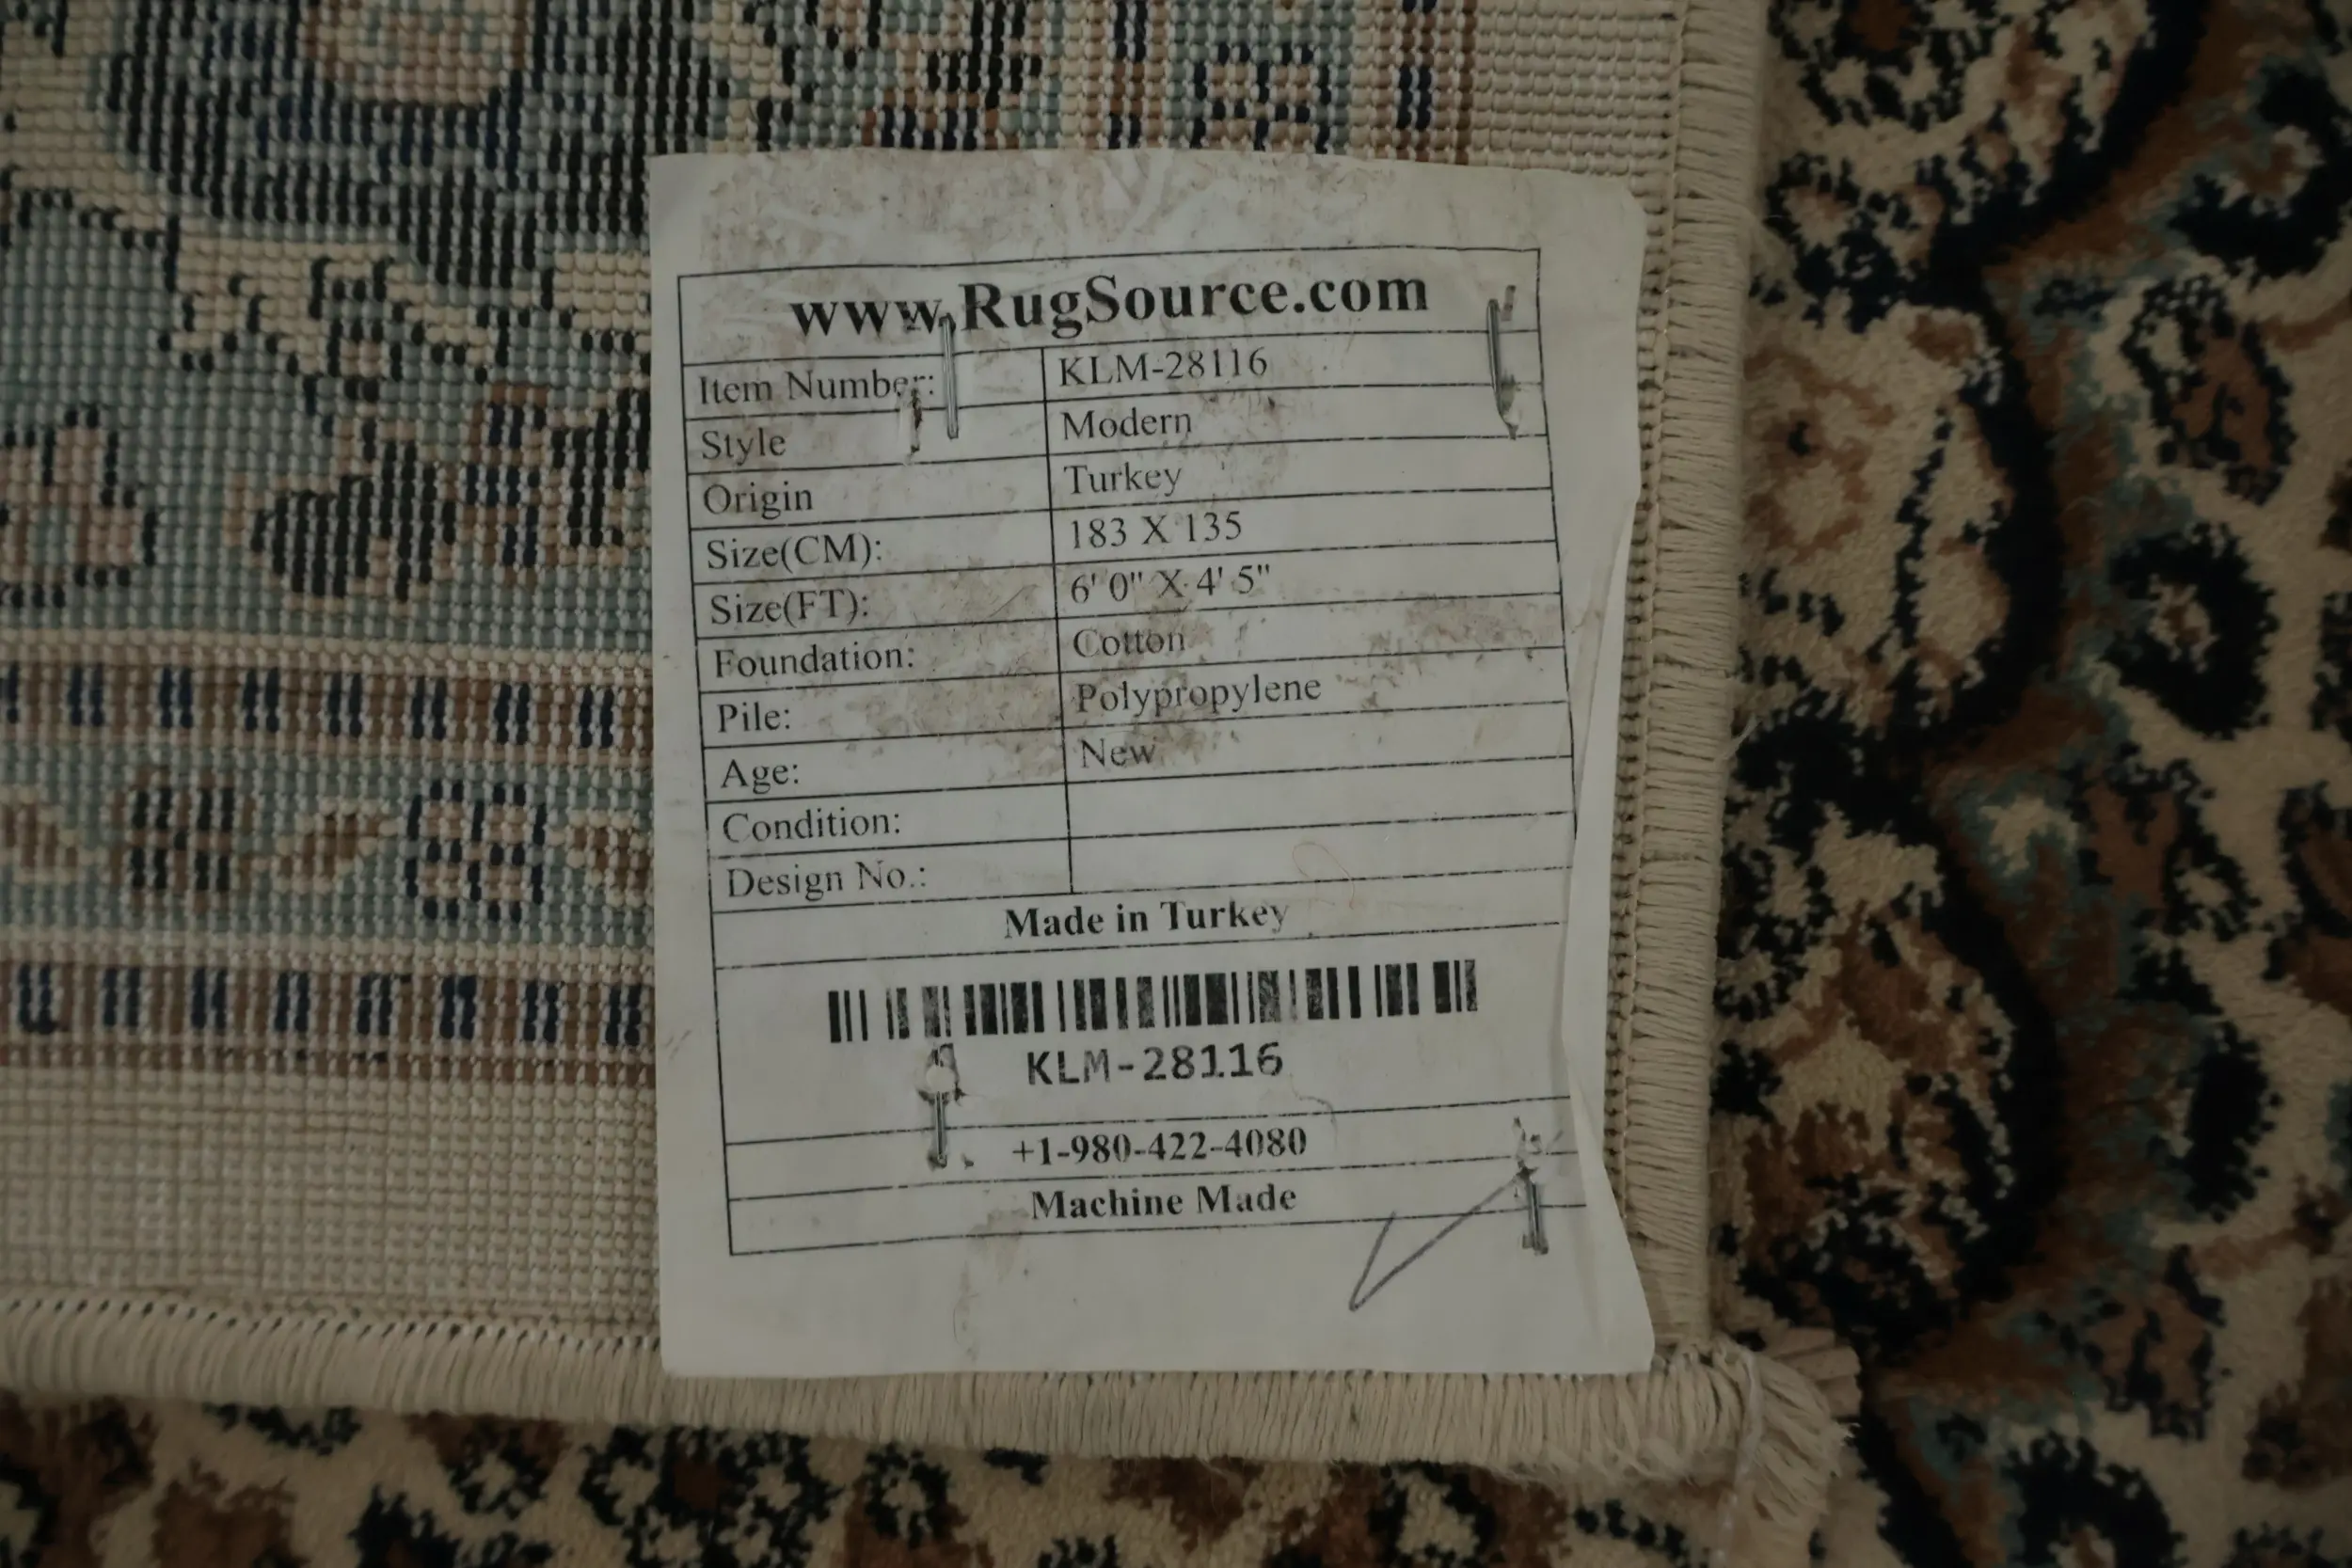 www.RugSource.com
Item Number: KLM-28116
Style Modern
Origin Turkey
Size(CM): 183 X 135
Size(FT): 6' 0" X 4' 5"
Foundation: Cotton
Pile: Polypropylene
Age: New
Condition:
Design No.:
Made in Turkey
KLM-28116
+1-980-422-4080
Machine Made